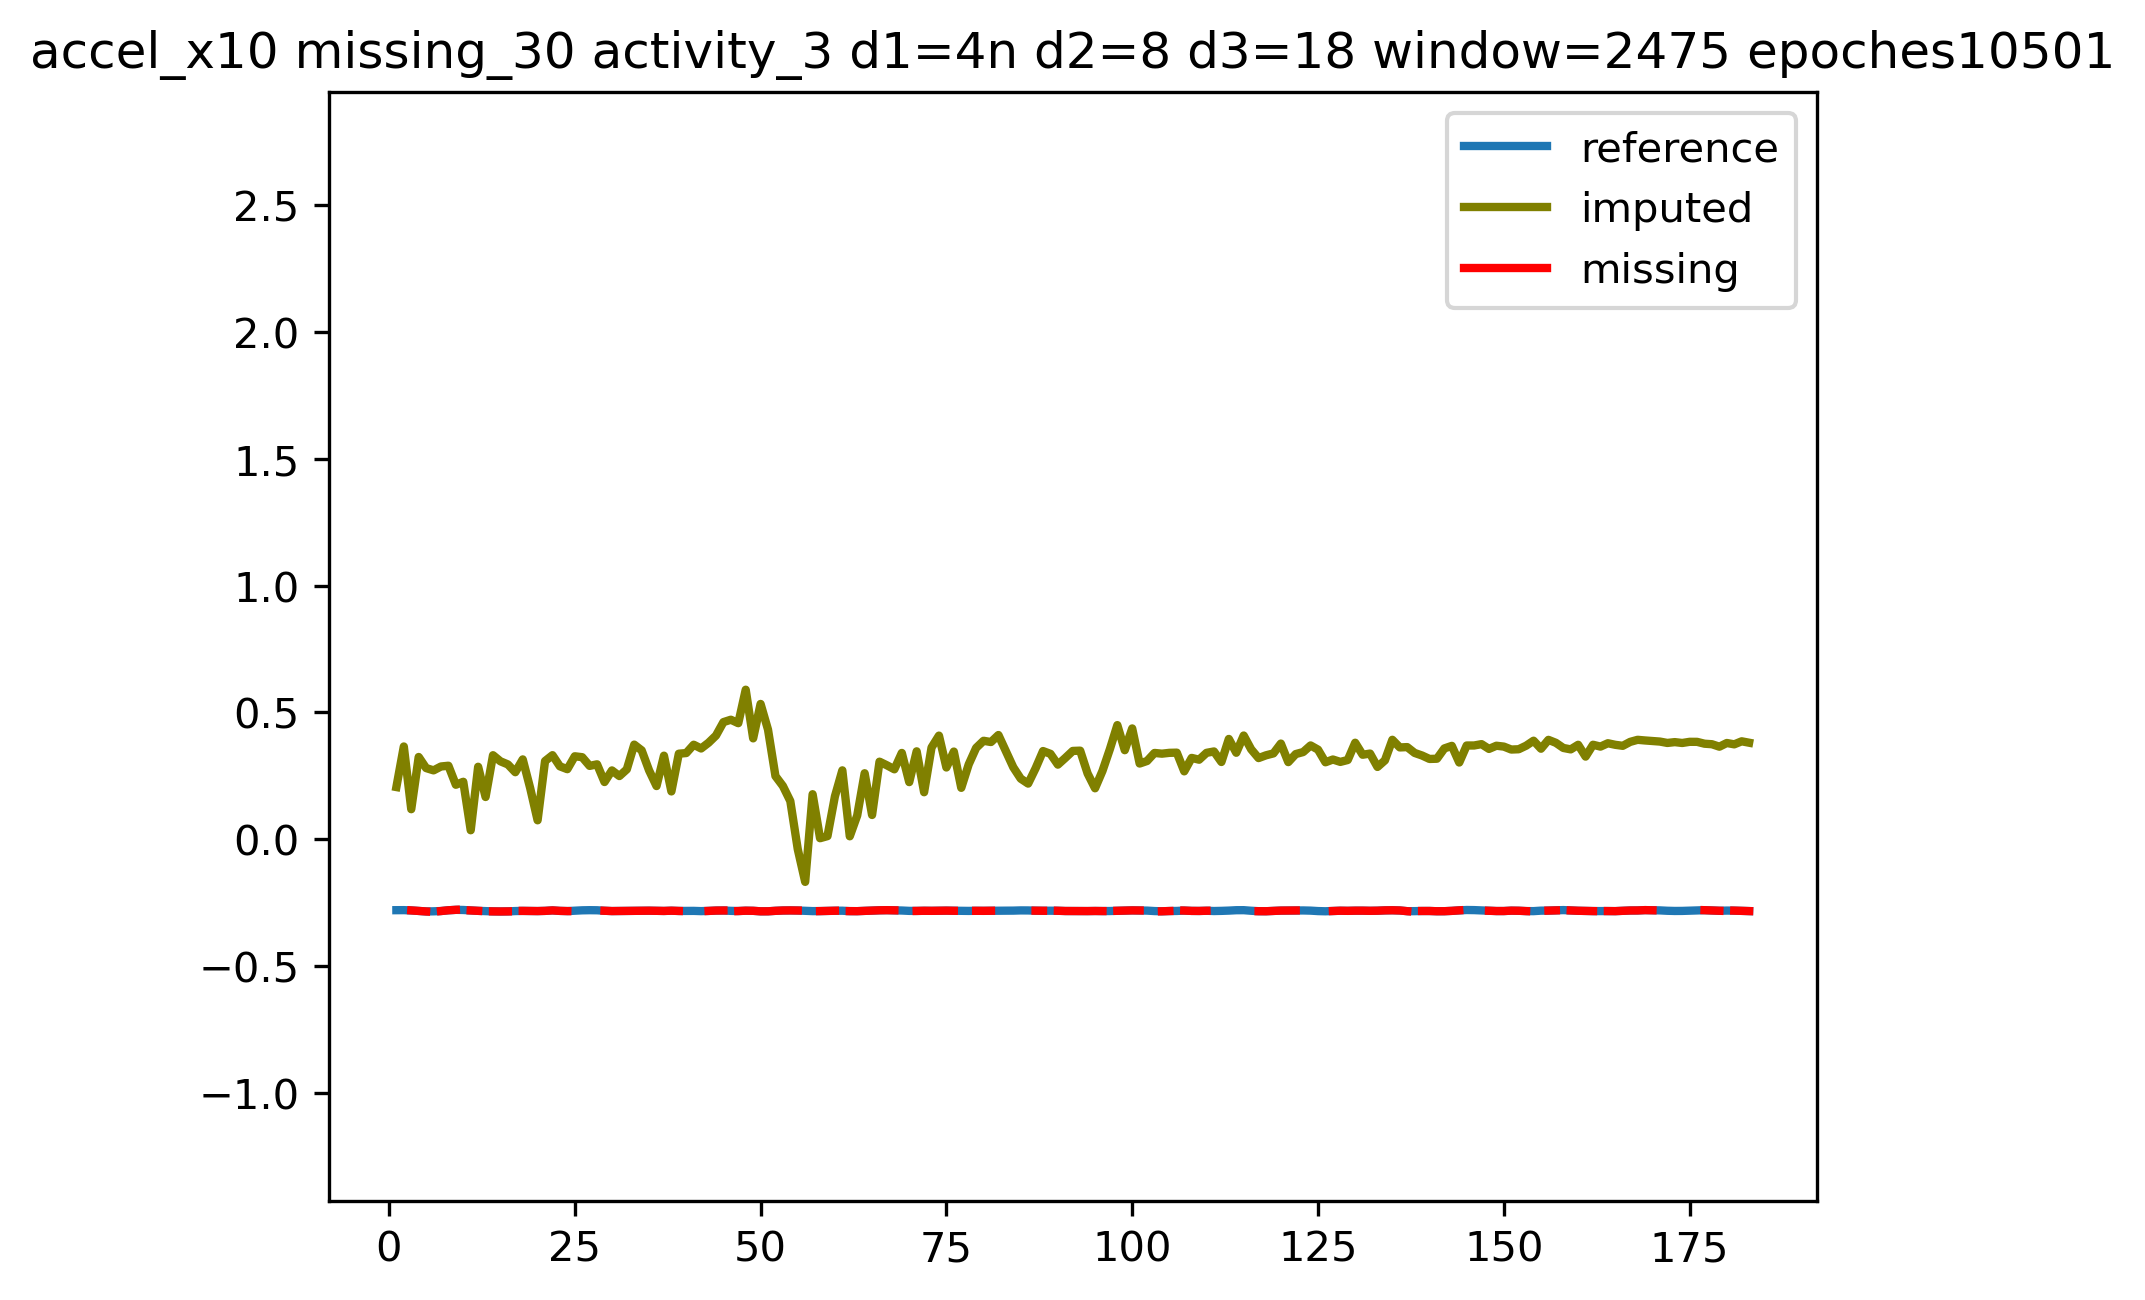 accel_x10 missing_30 activity_3 d1=4n d2=8 d3=18 window=2475 epoches10501
reference
imputed
missing
2.5
2.0
1.5
1.0
0.5
0.0
−0.5
−1.0
0 25 50 75 100 125 150 175